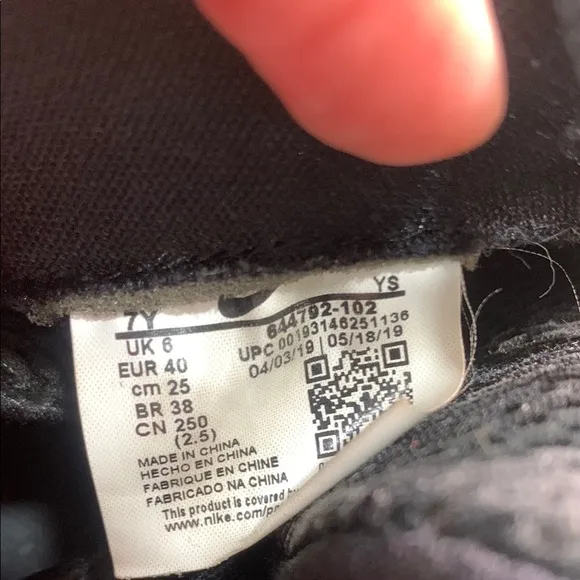 7Y
YS
UK 6
EUR 40
cm 25
BR 38
CN 250
(2.5)
644792-102
UPC 00193146251136
04/03/19 | 05/18/19
MADE IN CHINA
HECHO EN CHINA
FABRIQUE EN CHINE
FABRICADO NA CHINA
This product is covered
www.nike.com/